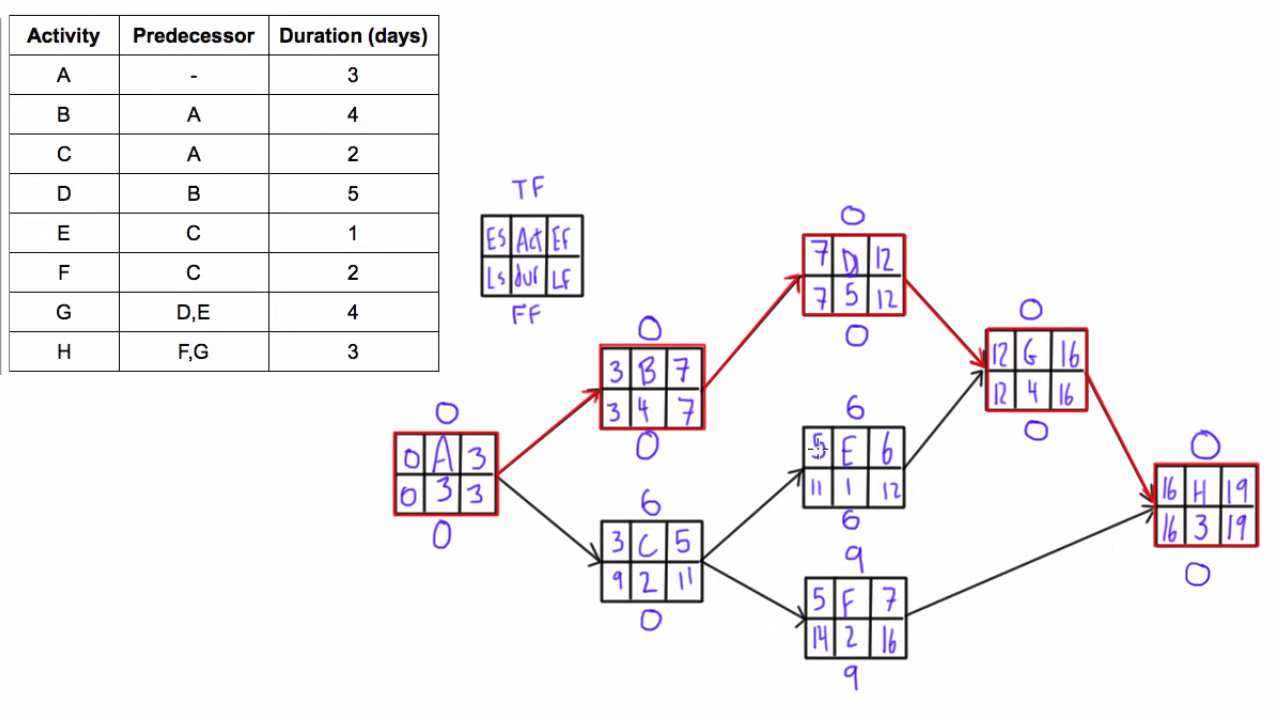 Activity Predecessor Duration (days)
A - 3
B A 4
C A 2
D B 5
E C 1
F C 2
G D,E 4
H F,G 3
TF
Es Act Ef
Ls dur LF
FF
0
0 A 3
0 3 3
0
0
3 B 7
3 4 7
0
6
3 C 5
9 2 11
0
0
7 D 12
7 5 12
0
6
5 E 6
11 1 12
6
9
5 F 7
14 2 16
9
0
12 G 16
12 4 16
0
0
16 H 19
16 3 19
0